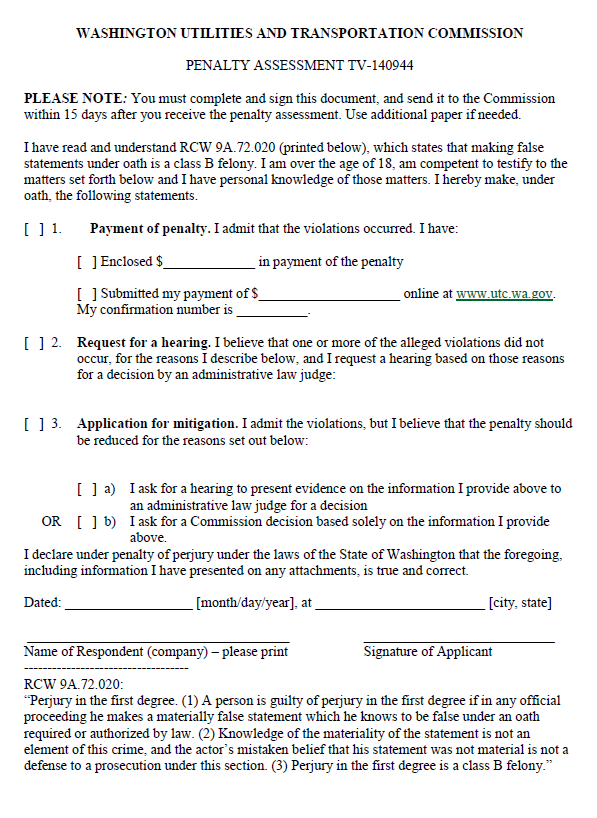 WASHINGTON UTILITIES AND TRANSPORTATION COMMISSION
PENALTY ASSESSMENT TV-140944
PLEASE NOTE: You must complete and sign this document, and send it to the Commission
within 15 days after you receive the penalty assessment. Use additional paper if needed.
I have read and understand RCW 9A.72.020 (printed below), which states that making false
statements under oath is a class B felony. I am over the age of 18, am competent to testify to the
matters set forth below and I have personal knowledge of those matters. I hereby make, under
oath, the following statements.
[ ] 1. Payment of penalty. I admit that the violations occurred. I have:
[ ] Enclosed $______________ in payment of the penalty
[ ] Submitted my payment of $_____________________ online at www.utc.wa.gov.
My confirmation number is ___________.
[ ] 2. Request for a hearing. I believe that one or more of the alleged violations did not
occur, for the reasons I describe below, and I request a hearing based on those reasons
for a decision by an administrative law judge:
[ ] 3. Application for mitigation. I admit the violations, but I believe that the penalty should
be reduced for the reasons set out below:
[ ] a) I ask for a hearing to present evidence on the information I provide above to
an administrative law judge for a decision
OR [ ] b) I ask for a Commission decision based solely on the information I provide
above.
I declare under penalty of perjury under the laws of the State of Washington that the foregoing,
including information I have presented on any attachments, is true and correct.
Dated: ____________________ [month/day/year], at __________________________ [city, state]
________________________________________ _____________________________
Name of Respondent (company) – please print Signature of Applicant
-----------------------------------
RCW 9A.72.020:
“Perjury in the first degree. (1) A person is guilty of perjury in the first degree if in any official
proceeding he makes a materially false statement which he knows to be false under an oath
required or authorized by law. (2) Knowledge of the materiality of the statement is not an
element of this crime, and the actor’s mistaken belief that his statement was not material is not a
defense to a prosecution under this section. (3) Perjury in the first degree is a class B felony.”